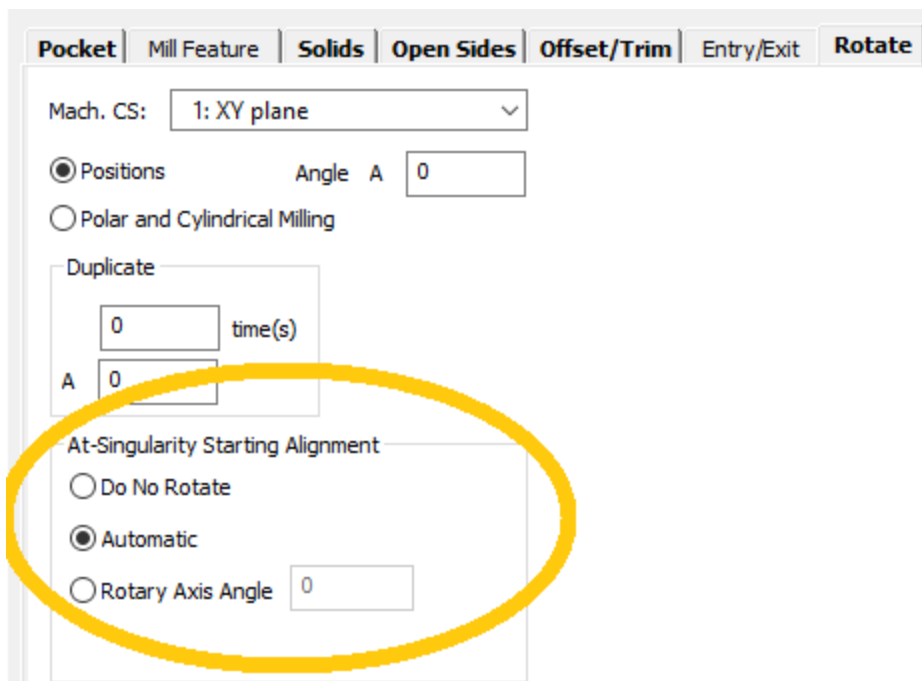 Pocket Mill Feature Solids Open Sides Offset/Trim Entry/Exit Rotate
Mach. CS: 1: XY plane
Positions Angle A 0
Polar and Cylindrical Milling
Duplicate
0 time(s)
A 0
At-Singularity Starting Alignment
Do No Rotate
Automatic
Rotary Axis Angle 0